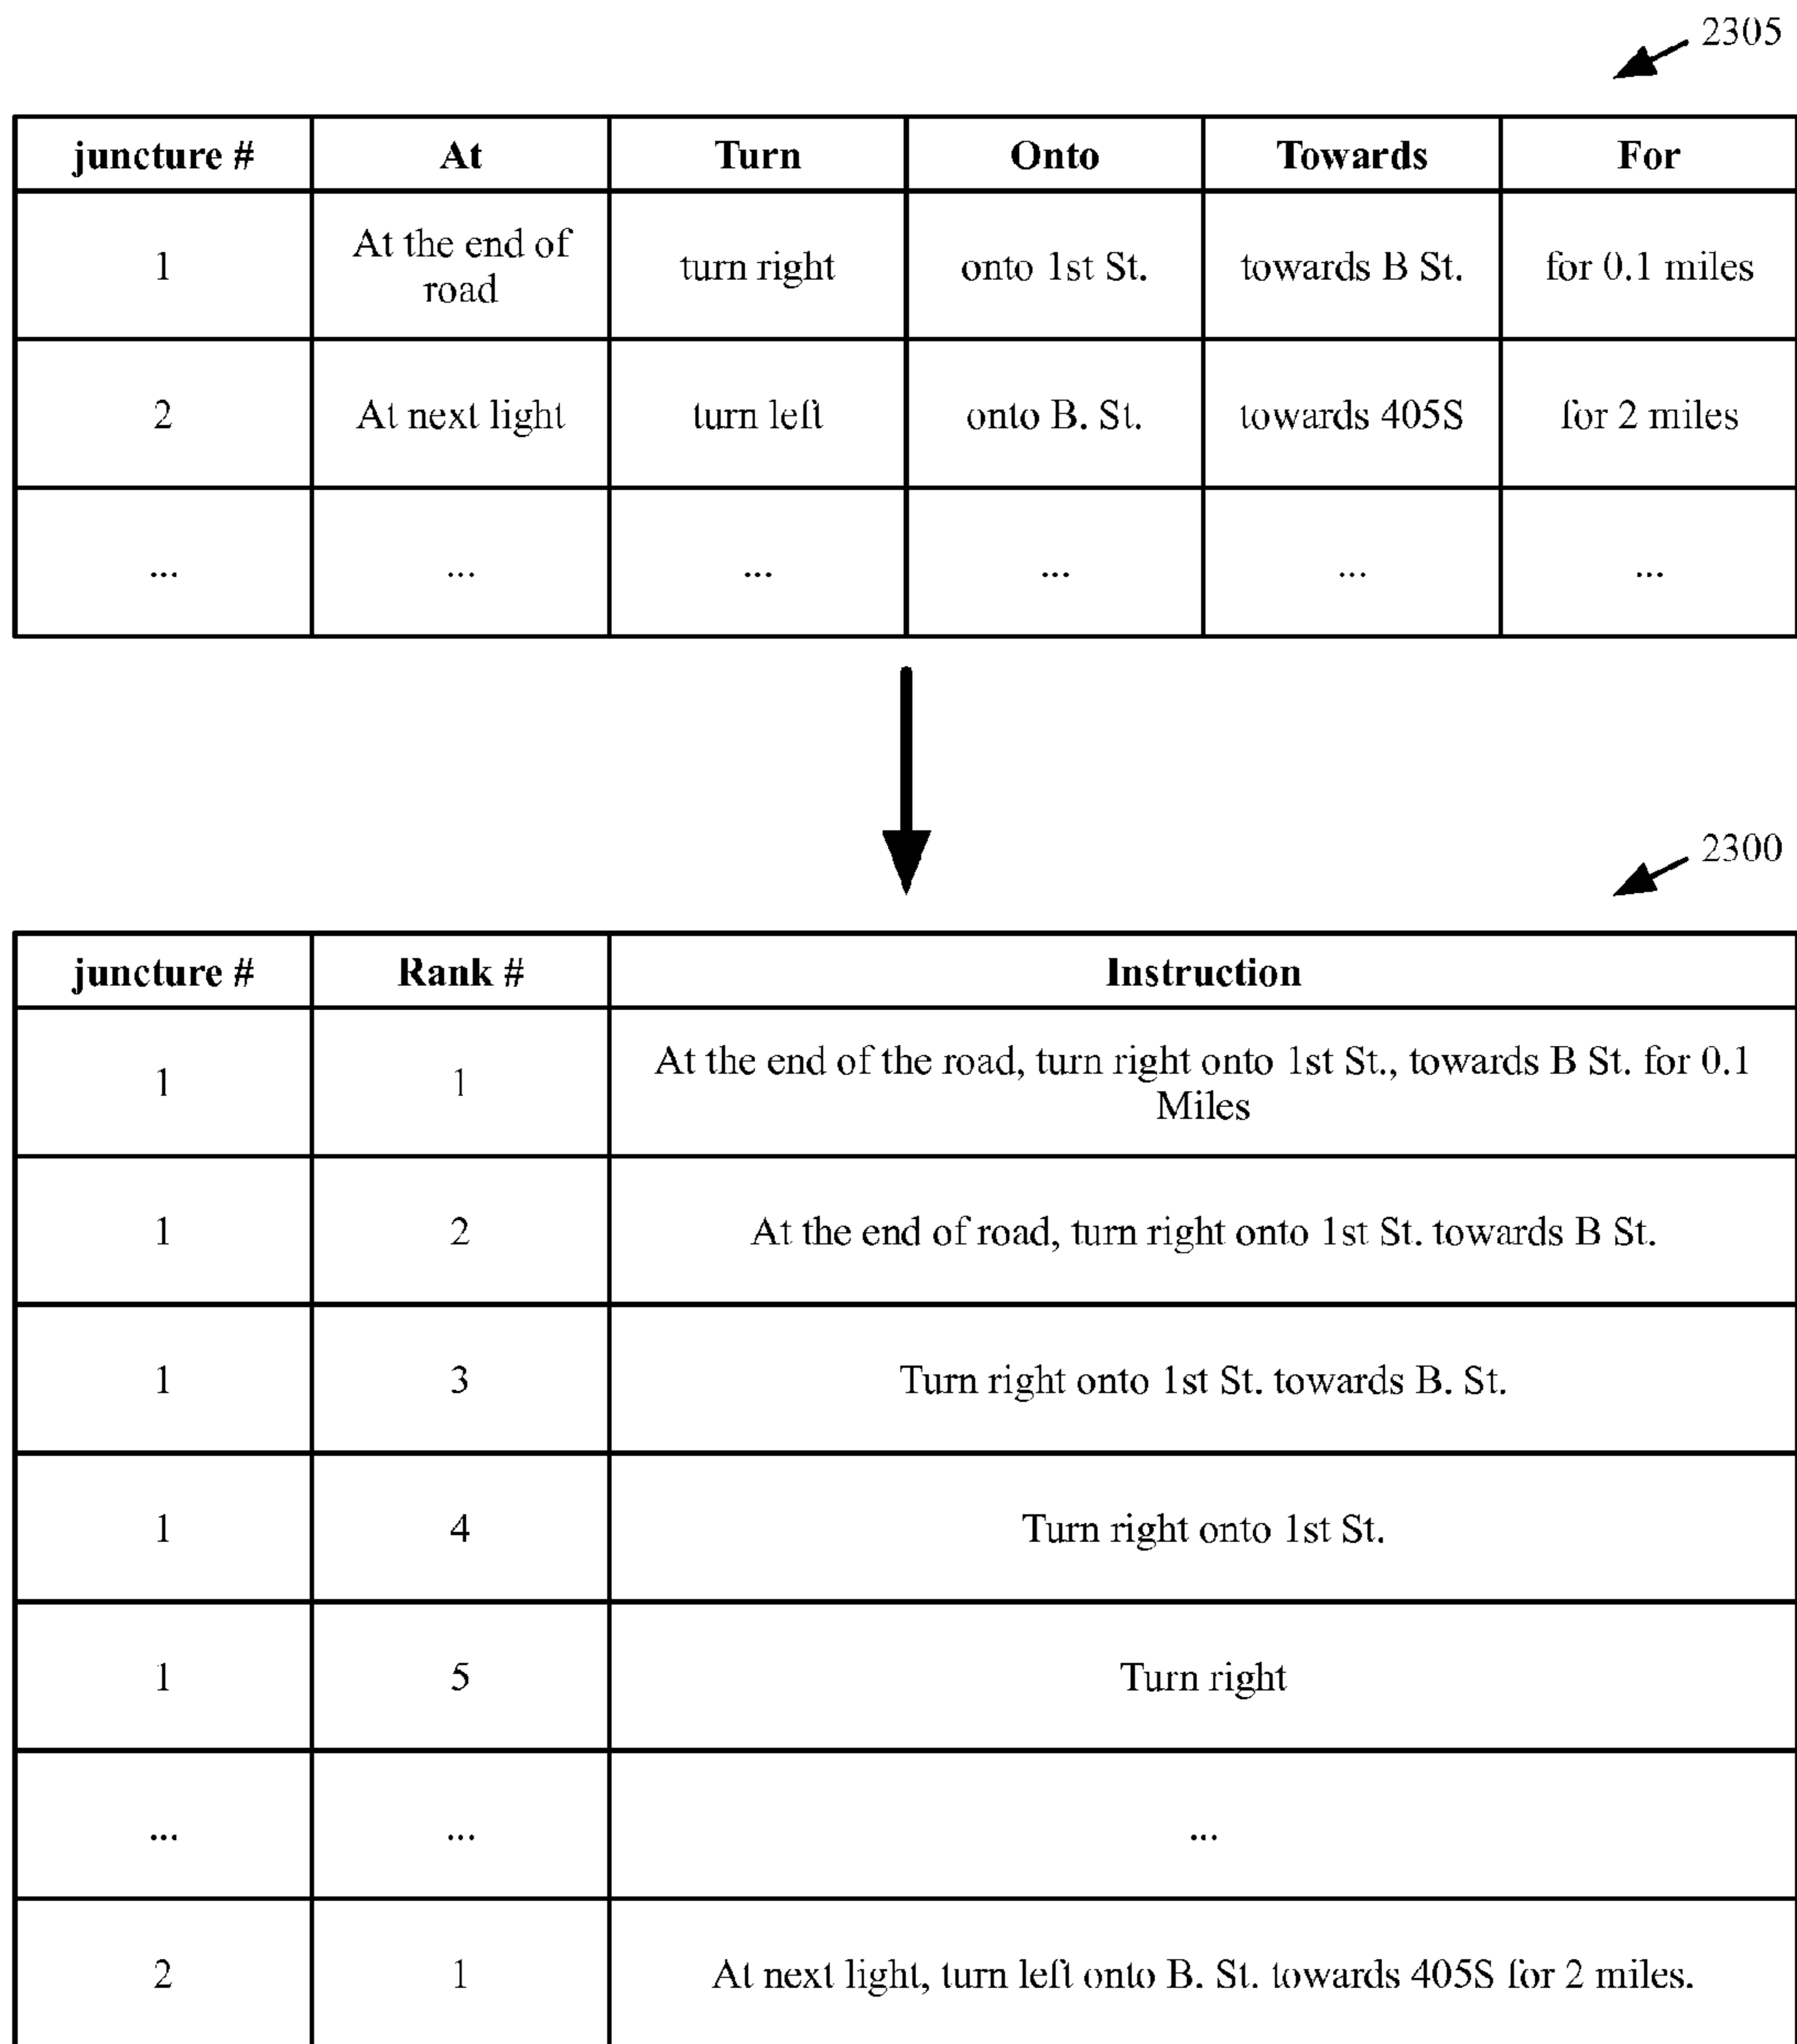 2305
juncture # At Turn Onto Towards For
1 At the end of road turn right onto 1st St. towards B St. for 0.1 miles
2 At next light turn left onto B. St. towards 405S for 2 miles
... ... ... ... ... ...
2300
juncture # Rank # Instruction
1 1 At the end of the road, turn right onto 1st St., towards B St. for 0.1
Miles
1 2 At the end of road, turn right onto 1st St. towards B St.
1 3 Turn right onto 1st St. towards B. St.
1 4 Turn right onto 1st St.
1 5 Turn right
... ... ...
2 1 At next light, turn left onto B. St. towards 405S for 2 miles.